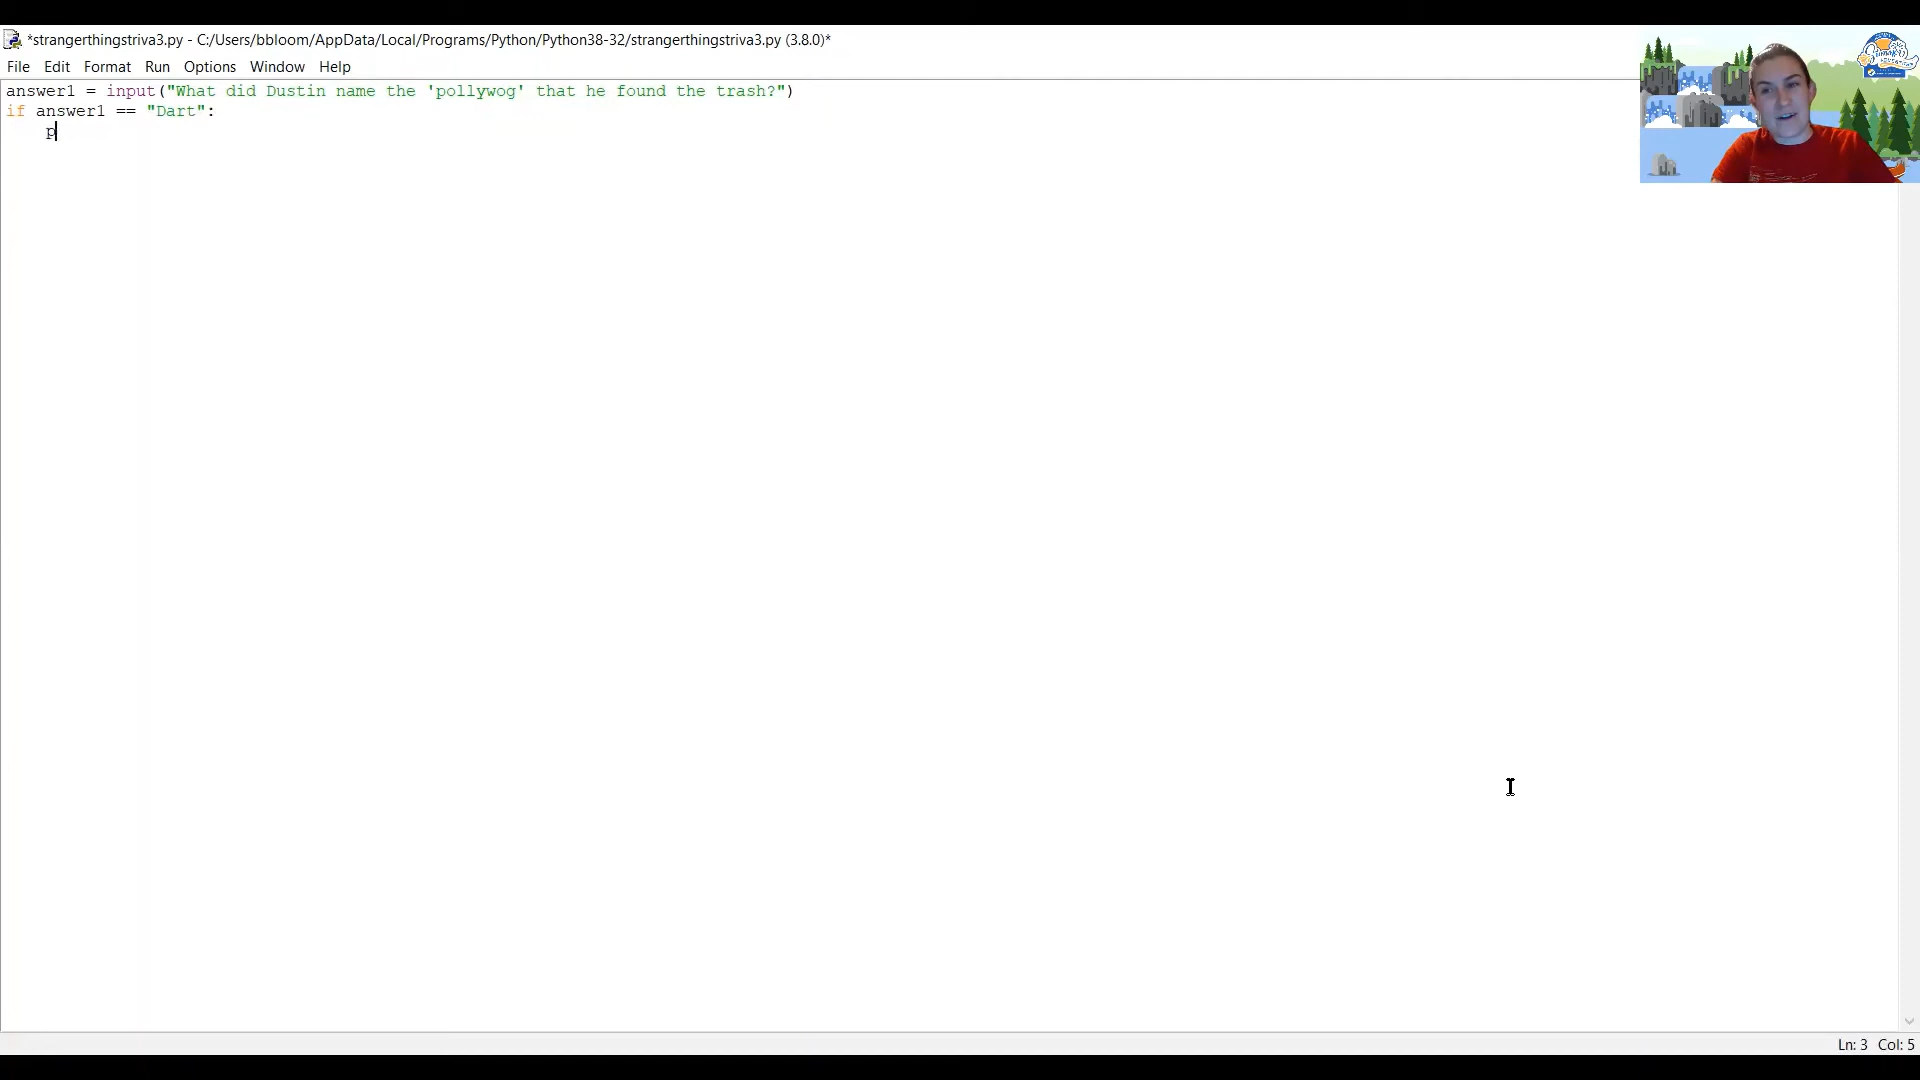 *strangerthingstriva3.py - C:/Users/bbloom/AppData/Local/Programs/Python/Python38-32/strangerthingstriva3.py (3.8.0)*
File Edit Format Run Options Window Help
answer1 = input("What did Dustin name the 'pollywog' that he found the trash?")
if answer1 == "Dart":
    p
Ln: 3 Col: 5